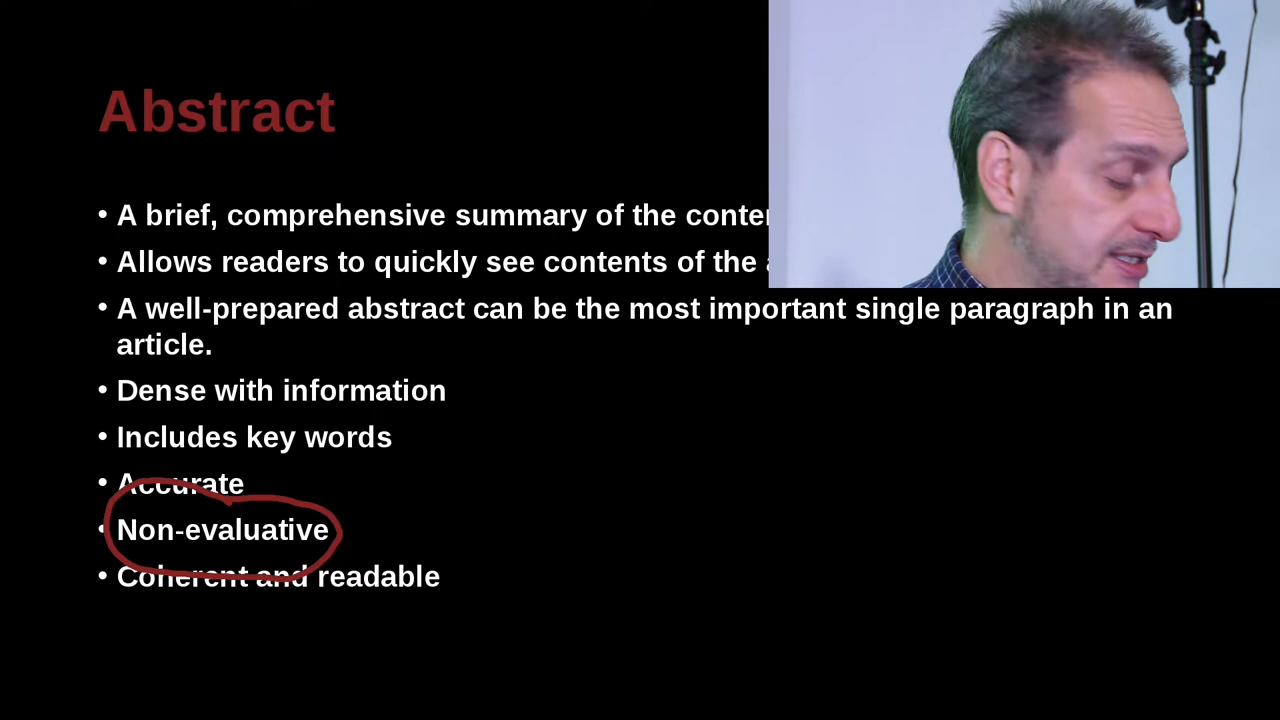 Abstract
• A brief, comprehensive summary of the
• Allows readers to quickly see contents of the
• A well-prepared abstract can be the most important single paragraph in an
article.
• Dense with information
• Includes key words
• Accurate
• Non-evaluative
• Coherent and readable